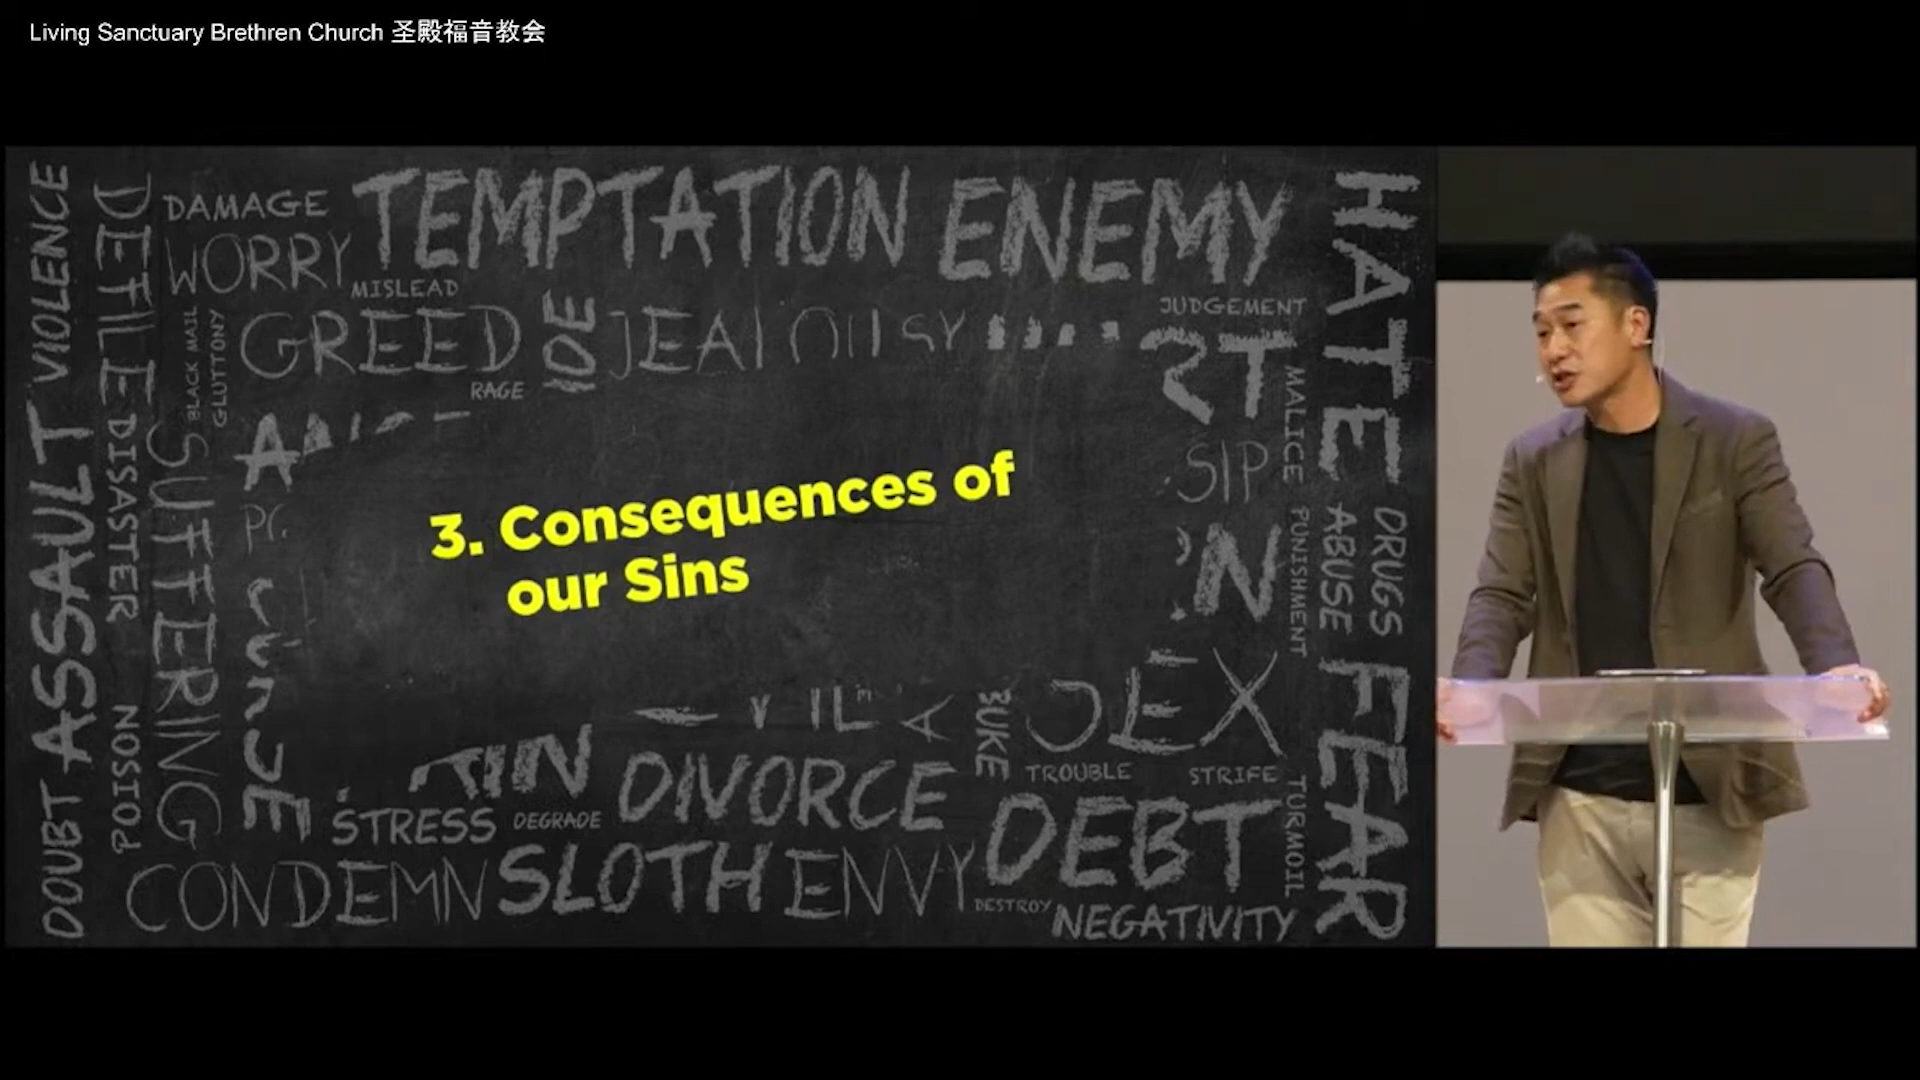 Living Sanctuary Brethren Church 圣殿福音教会
VIOLENCE
DEFILE
DAMAGE
TEMPTATION ENEMY
HATE
WORRY
MISLEAD
BLACK MAIL
GLUTTONY
GREED
RAGE
JUDGEMENT
MALICE
ASSAULT
DISASTER
SUFFERING
3. Consequences of
our Sins
PUNISHMENT
ABUSE
DRUGS
FEAR
DOUBT
POISON
STRESS
DEGRADE
DIVORCE
TROUBLE
STRIFE
TURMOIL
DEBT
CONDEMN
SLOTH
ENVY
DESTROY
NEGATIVITY